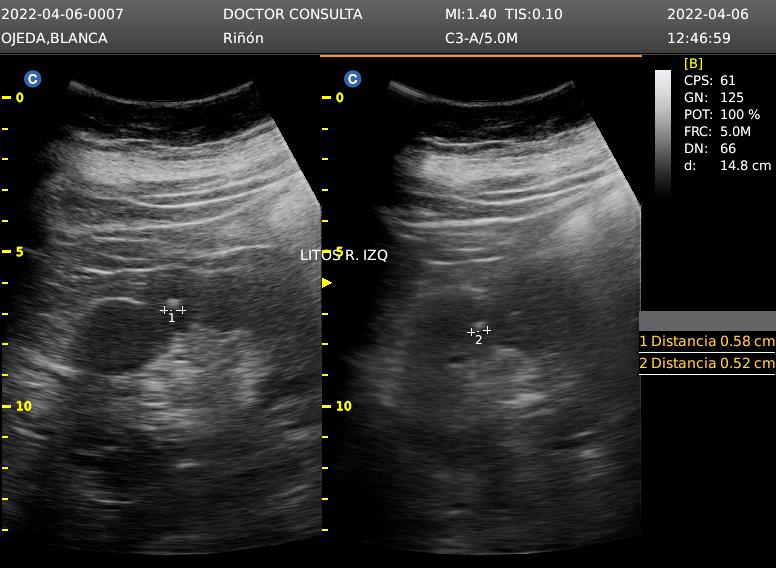 2022-04-06-0007 DOCTOR CONSULTA MI:1.40 TIS:0.10 2022-04-06
OJEDA,BLANCA Riñón C3-A/5.0M 12:46:59
C C [B]
0 0 CPS: 61
GN: 125
POT: 100 %
FRC: 5.0M
DN: 66
d: 14.8 cm
5 LITOS R. IZQ 5
1
2
1 Distancia 0.58 cm
2 Distancia 0.52 cm
10 10